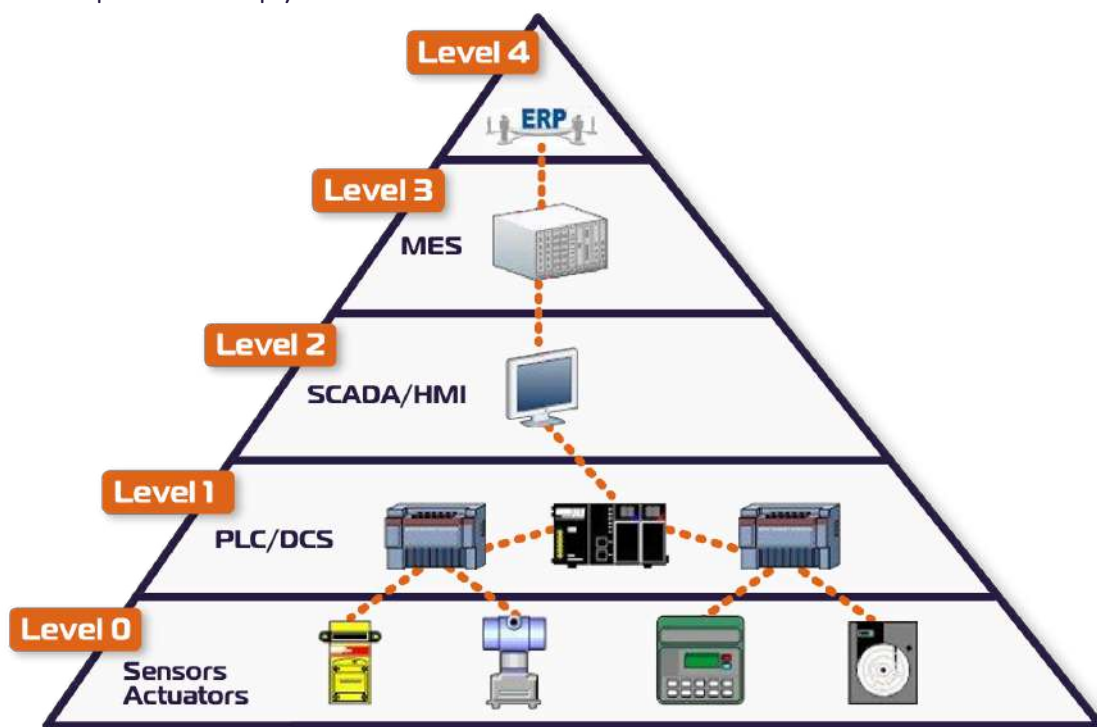 Level 4
ERP
Level 3
MES
Level 2
SCADA/HMI
Level 1
PLC/DCS
Level 0
Sensors
Actuators